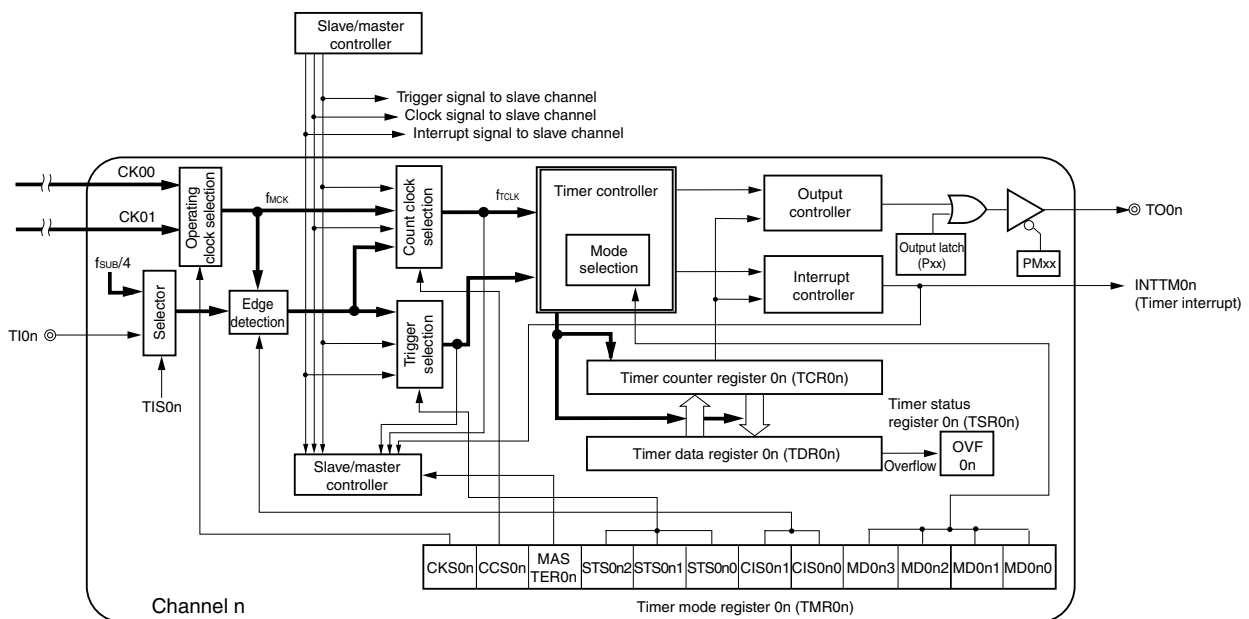 Slave/master
controller
Trigger signal to slave channel
Clock signal to slave channel
Interrupt signal to slave channel
CK00
CK01
Operating
clock selection
fMCK
Count clock
selection
fTCLK
Timer controller
Mode
selection
Output
controller
Output latch
(Pxx)
PMxx
TO0n
fSUB/4
Selector
Edge
detection
TI0n
TIS0n
Trigger
selection
Interrupt
controller
INTTM0n
(Timer interrupt)
Timer counter register 0n (TCR0n)
Timer status
register 0n (TSR0n)
Slave/master
controller
Timer data register 0n (TDR0n)
Overflow
OVF
0n
CKS0n
CCS0n
MAS
TER0n
STS0n2
STS0n1
STS0n0
CIS0n1
CIS0n0
MD0n3
MD0n2
MD0n1
MD0n0
Channel n
Timer mode register 0n (TMR0n)